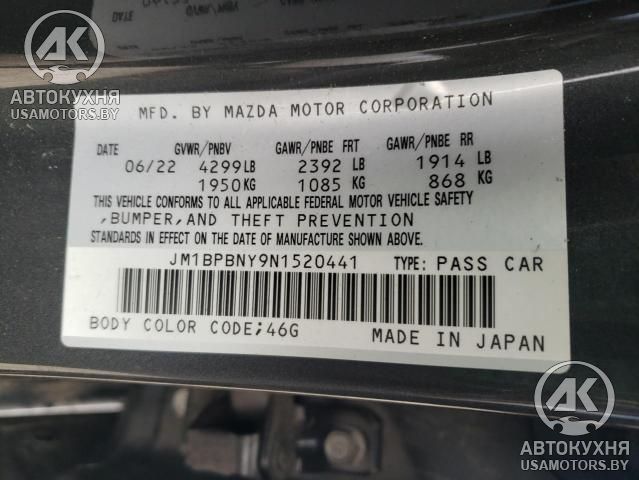 AK
АВТОКУХНЯ
USAMOTORS.BY
MFD. BY MAZDA MOTOR CORPORATION
DATE GVWR/PNBV GAWR/PNBE FRT GAWR/PNBE RR
06/22 4299LB 2392 LB 1914 LB
1950KG 1085 KG 868 KG
THIS VEHICLE CONFORMS TO ALL APPLICABLE FEDERAL MOTOR VEHICLE SAFETY
,BUMPER,AND THEFT PREVENTION
STANDARDS IN EFFECT ON THE DATE OF MANUFACTURE SHOWN ABOVE.
JM1BPBNY9N1520441 TYPE: PASS CAR
BODY COLOR CODE;46G MADE IN JAPAN
AK
АВТОКУХНЯ
USAMOTORS.BY